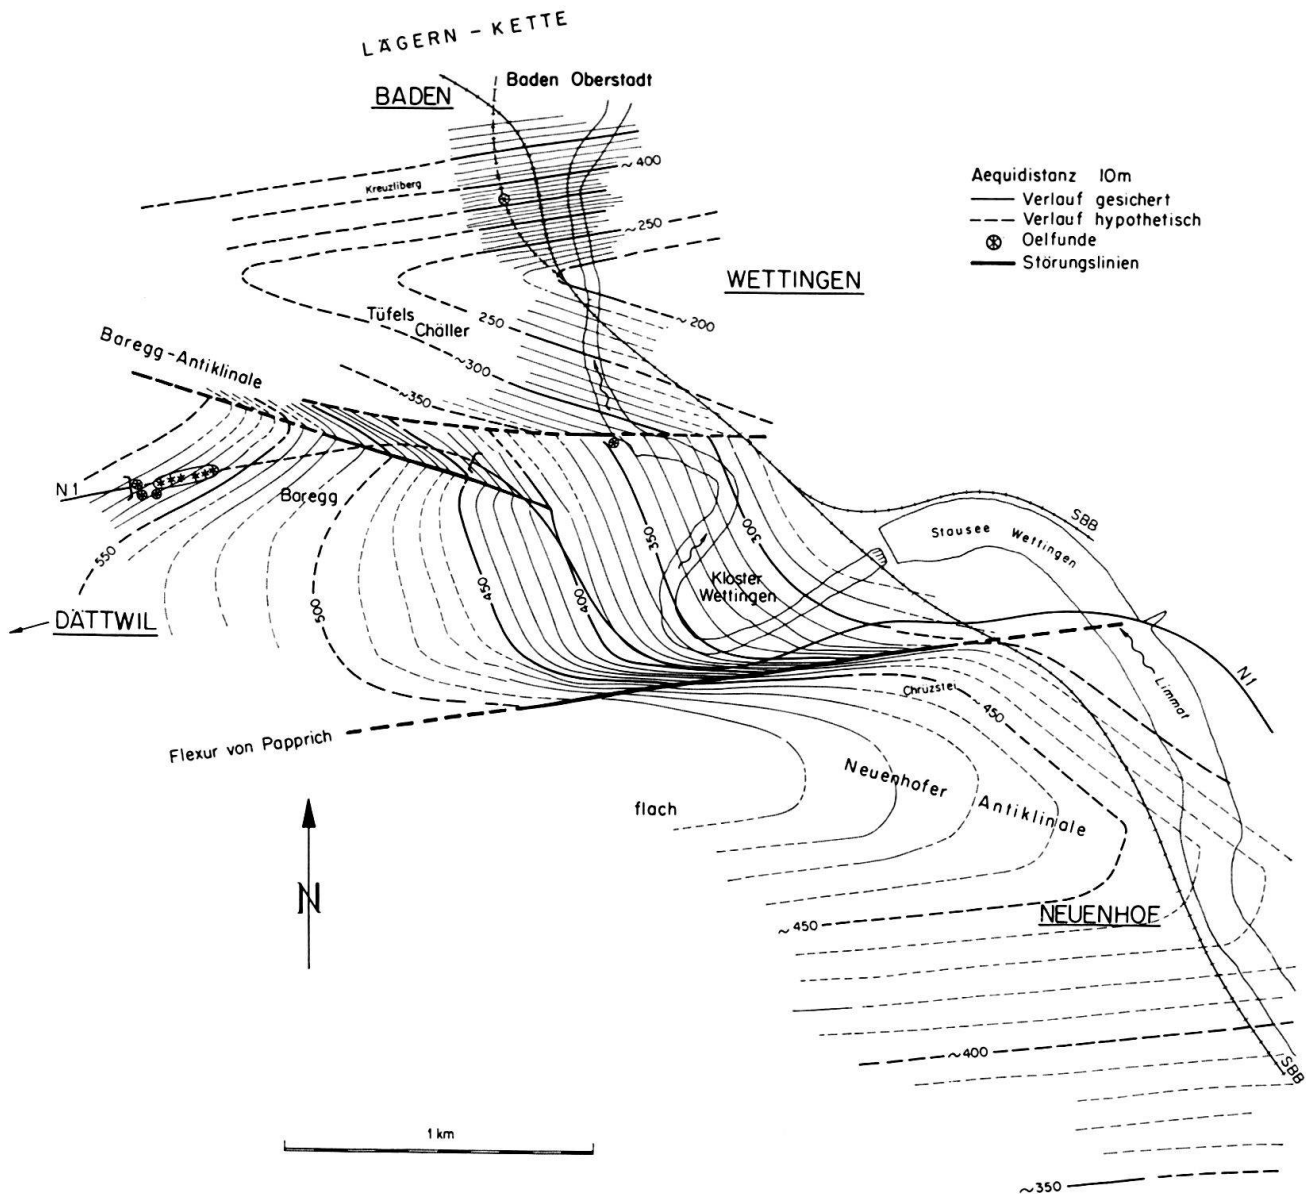 LÄGERN - KETTE
Baden Oberstadt
BADEN
~400
Kreuzliberg
Aequidistanz 10m
Verlauf gesichert
Verlauf hypothetisch
Oelfunde
Störungslinien
~250
WETTINGEN
Tüfels Chäller
250
~200
Baregg-Antiklinale
~300
~350
N1
Baregg
550
SBB
Stausee Wettingen
350
300
Kloster
Wettingen
450
400
500
DÄTTWIL
Chrüzstei
450
Limmat
N1
Flexur von Papprich
Neuenhofer Antiklinale
flach
N
NEUENHOF
~450
~400
SBB
1 km
~350